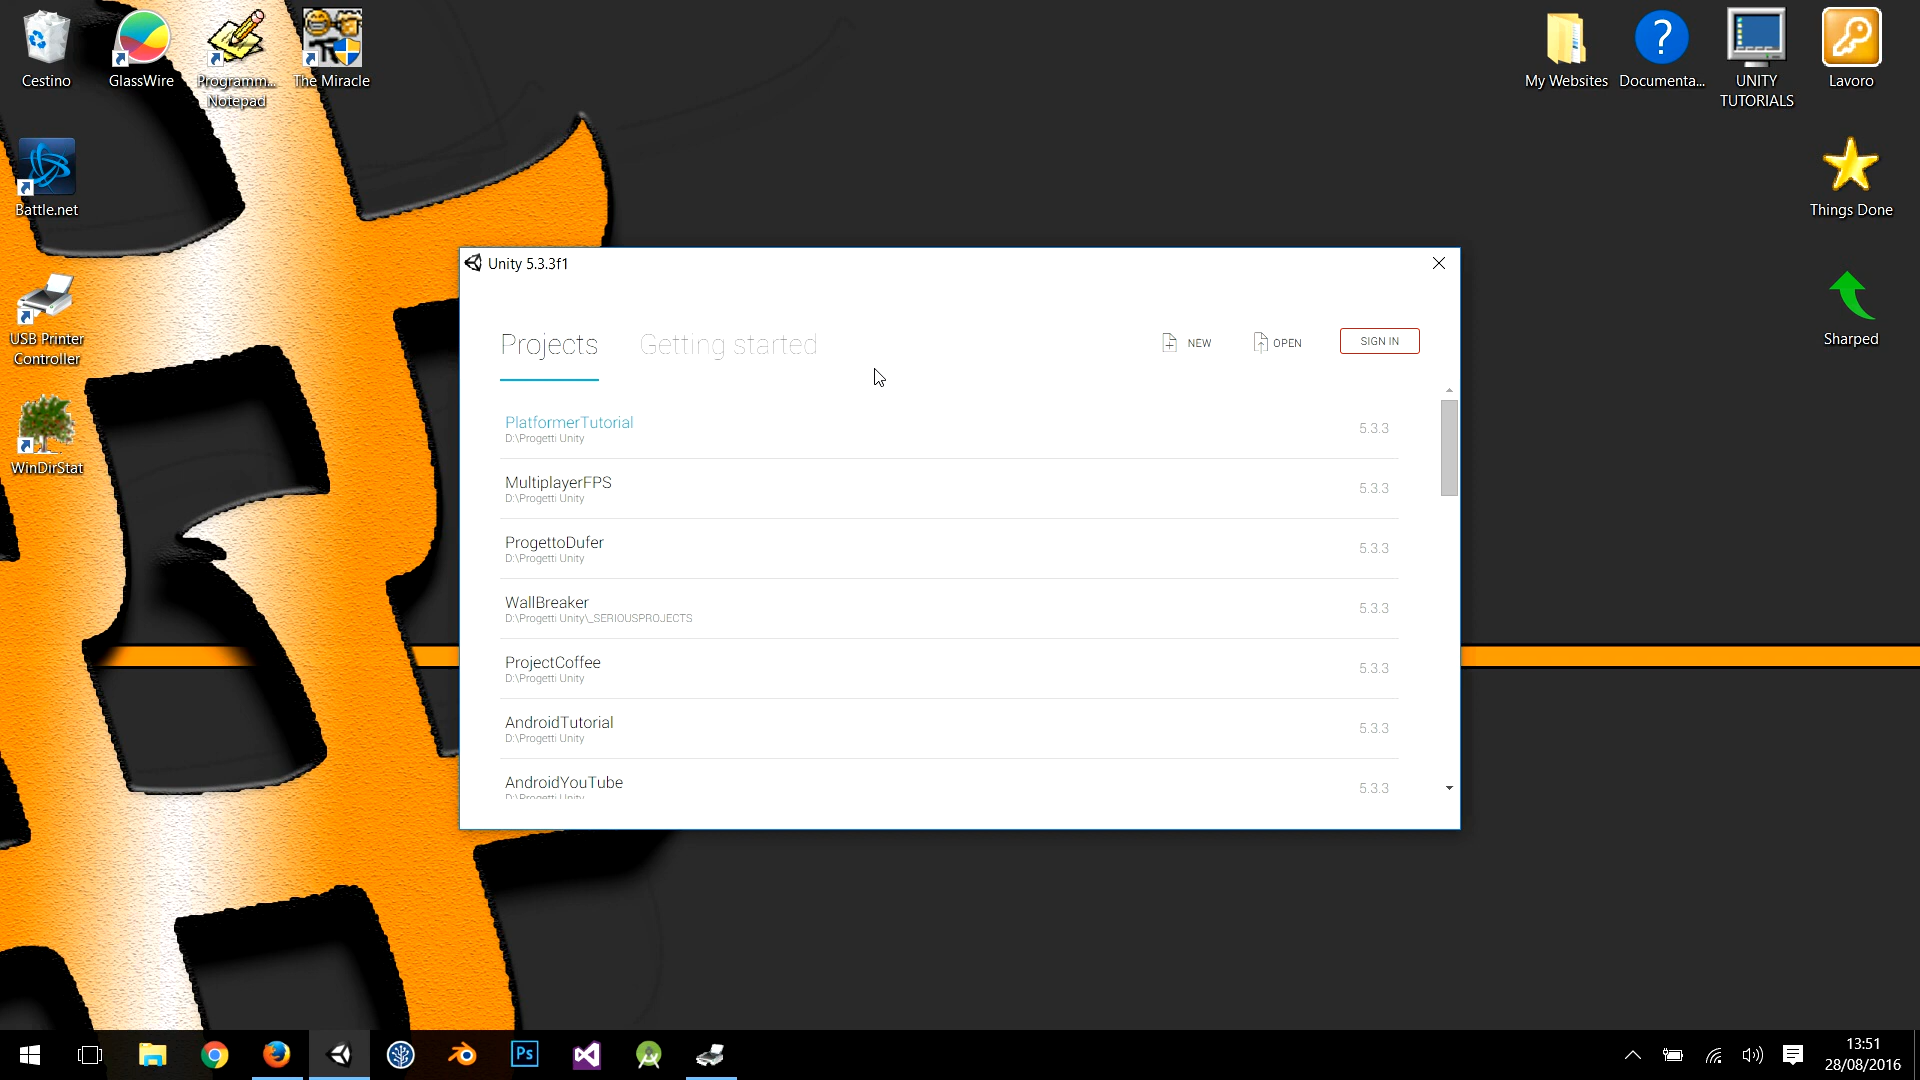 Cestino
GlassWire
Programm...
Notepad
The Miracle
My Websites
Documenta...
UNITY
TUTORIALS
Lavoro
Battle.net
Things Done
USB Printer
Controller
Sharped
WinDirStat
Unity 5.3.3f1
Projects
Getting started
NEW
OPEN
SIGN IN
PlatformerTutorial
D:\Progetti Unity
5.3.3
MultiplayerFPS
D:\Progetti Unity
5.3.3
ProgettoDufer
D:\Progetti Unity
5.3.3
WallBreaker
D:\Progetti Unity\_SERIOUSPROJECTS
5.3.3
ProjectCoffee
D:\Progetti Unity
5.3.3
AndroidTutorial
D:\Progetti Unity
5.3.3
AndroidYouTube
D:\Progetti Unity
5.3.3
Ps
13:51
28/08/2016